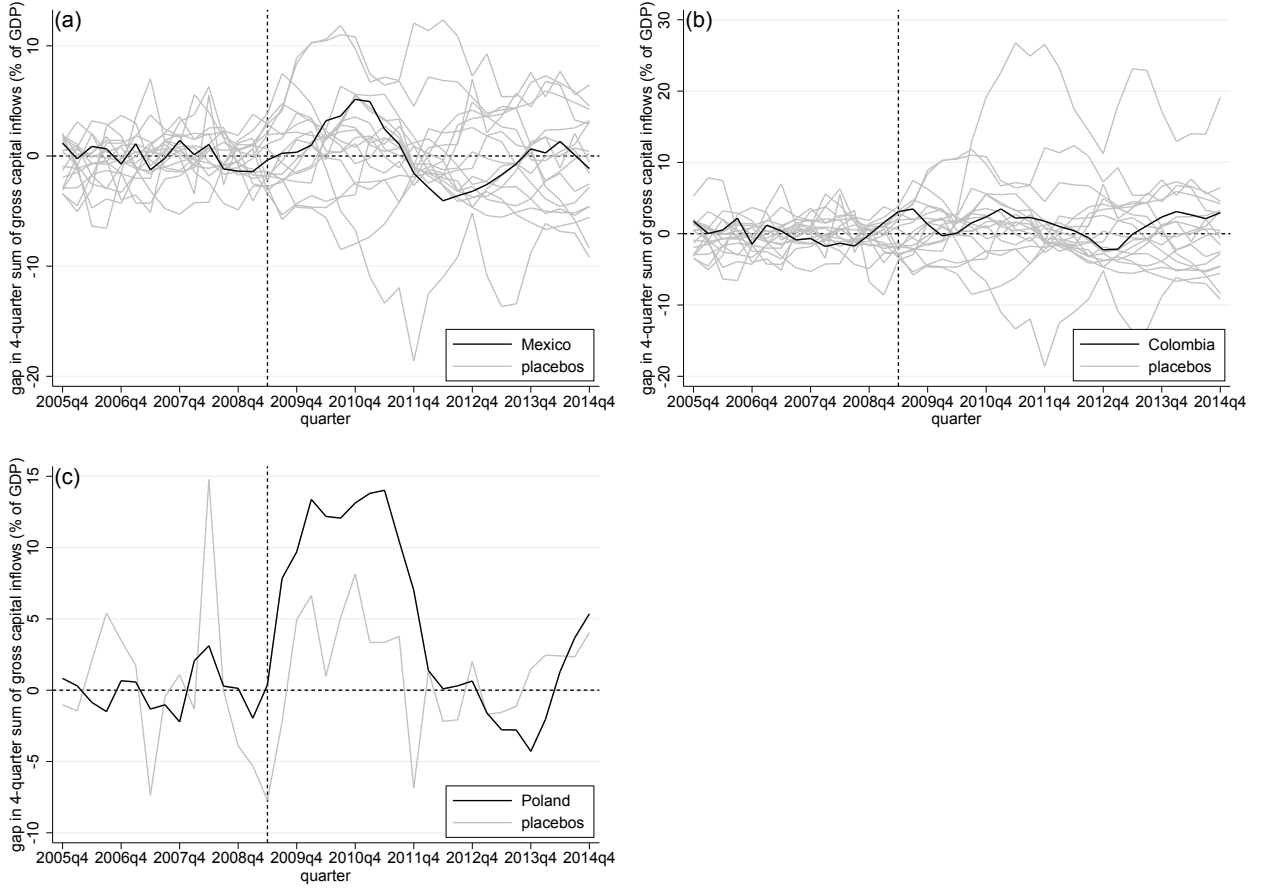 (a)
gap in 4-quarter sum of gross capital inflows (% of GDP)
10
0
-10
-20
Mexico
placebos
2005q4 2006q4 2007q4 2008q4 2009q4 2010q4 2011q4 2012q4 2013q4 2014q4
quarter
(b)
gap in 4-quarter sum of gross capital inflows (% of GDP)
30
20
10
0
-10
-20
Colombia
placebos
2005q4 2006q4 2007q4 2008q4 2009q4 2010q4 2011q4 2012q4 2013q4 2014q4
quarter
(c)
gap in 4-quarter sum of gross capital inflows (% of GDP)
15
10
5
0
-5
-10
Poland
placebos
2005q4 2006q4 2007q4 2008q4 2009q4 2010q4 2011q4 2012q4 2013q4 2014q4
quarter